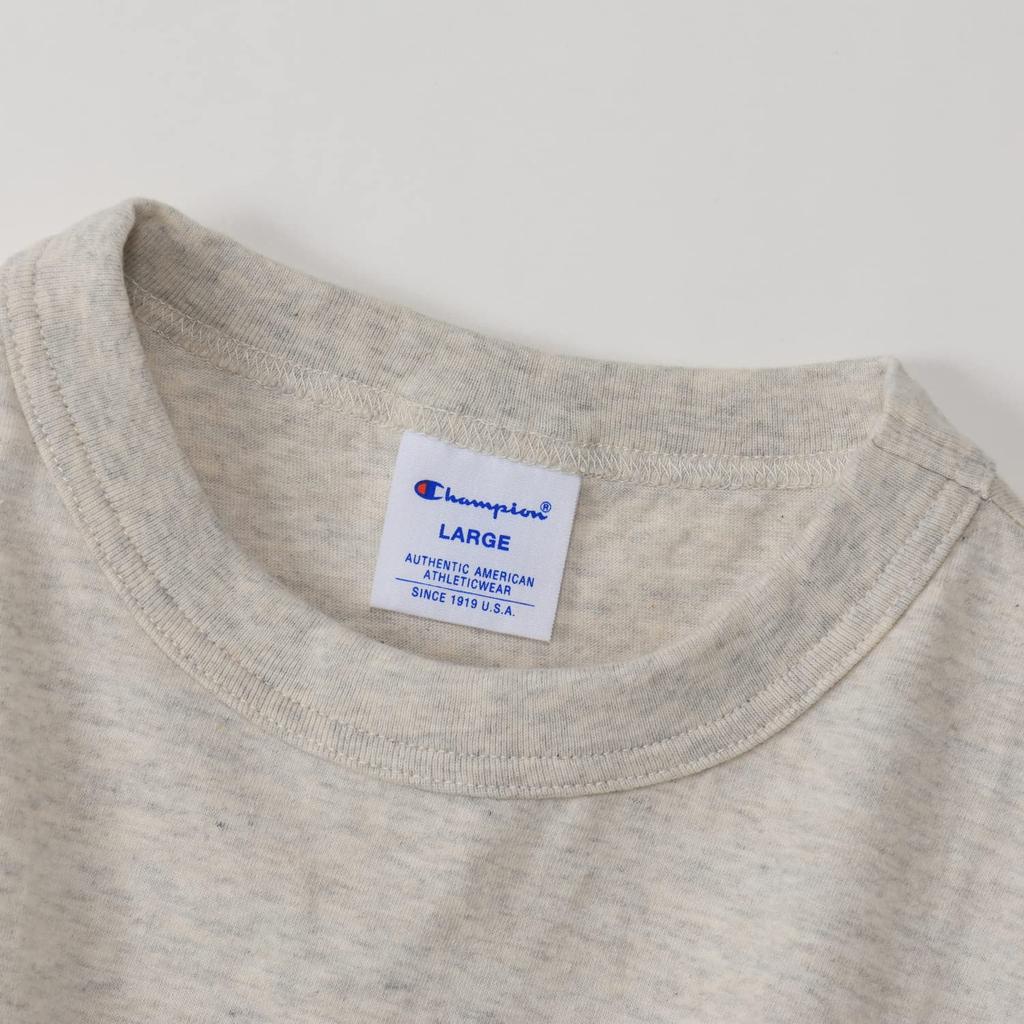 Champion®
LARGE
AUTHENTIC AMERICAN
ATHLETICWEAR
SINCE 1919 U.S.A.